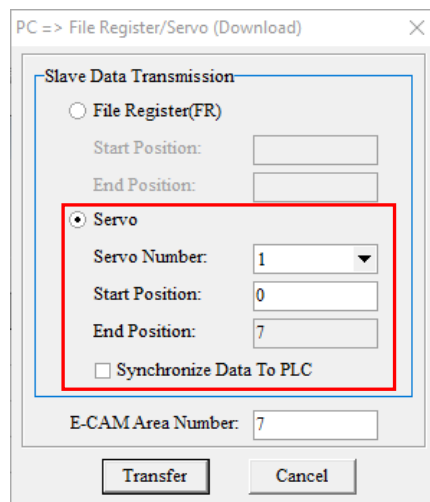 PC => File Register/Servo (Download)
Slave Data Transmission
File Register(FR)
Start Position:
End Position:
Servo
Servo Number: 1
Start Position: 0
End Position: 7
Synchronize Data To PLC
E-CAM Area Number: 7
Transfer Cancel